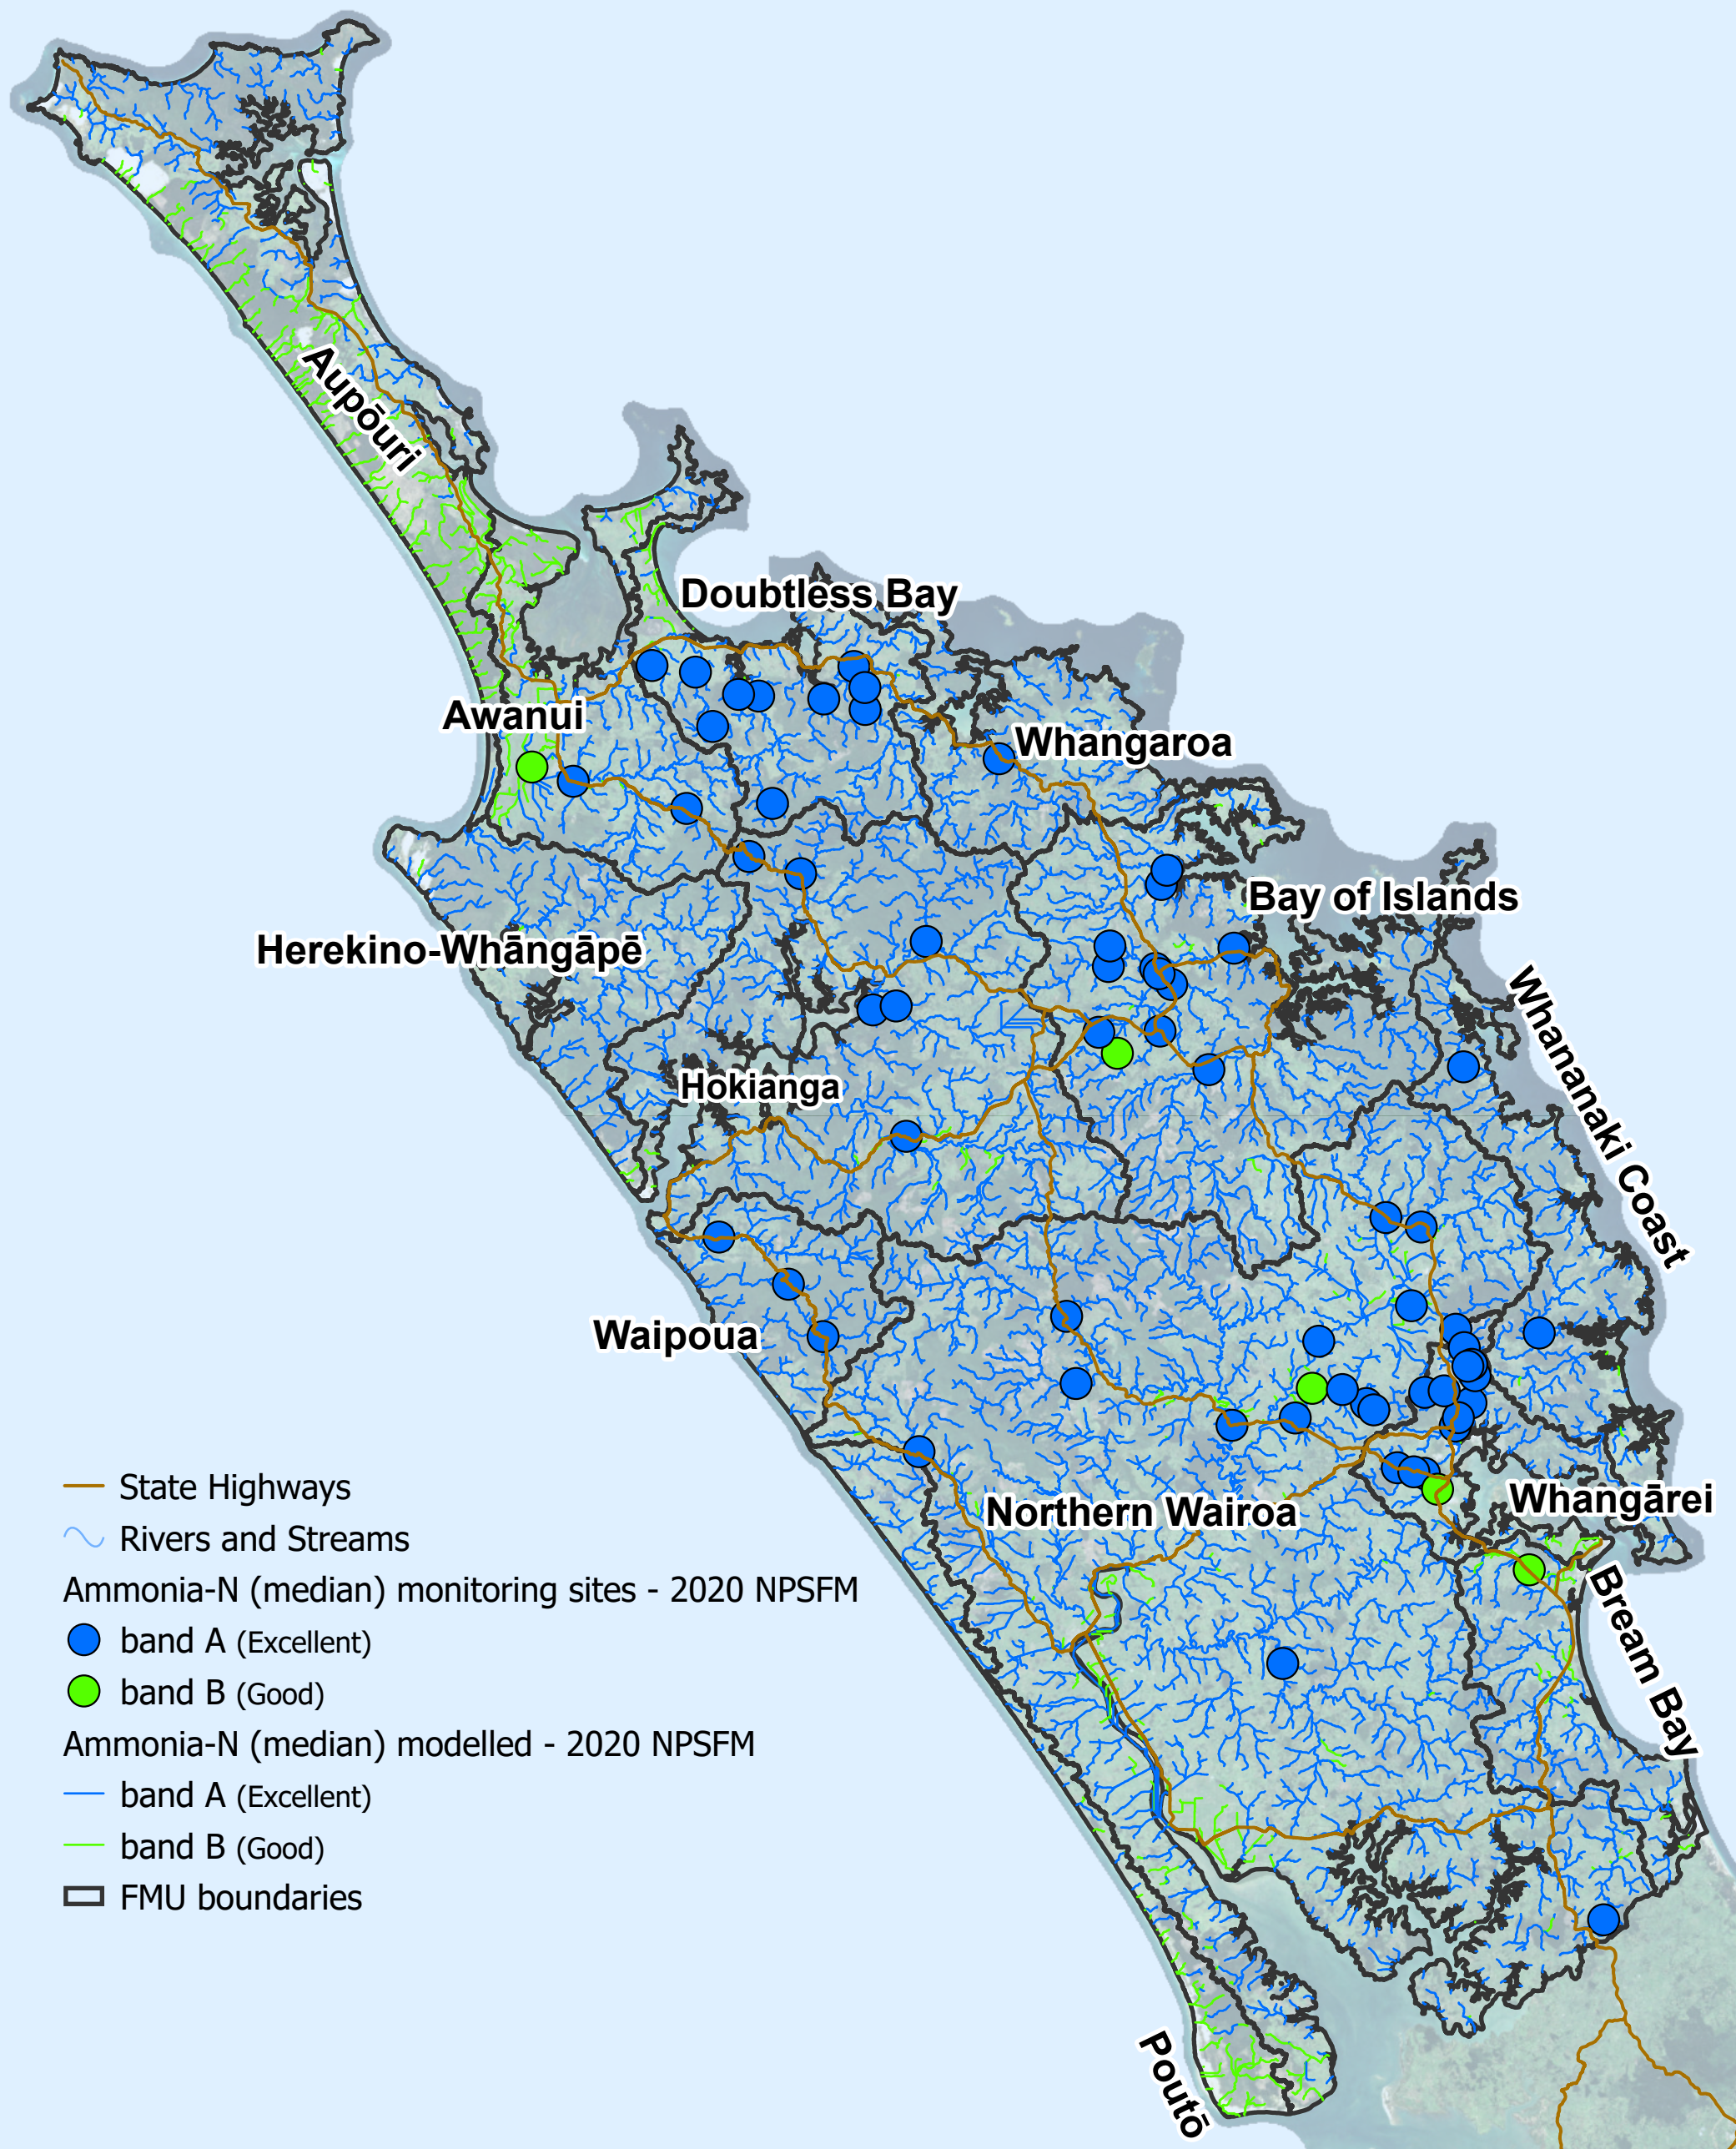 Aupōuri
Doubtless Bay
Awanui
Whangaroa
Bay of Islands
Herekino-Whāngāpē
Whananaki Coast
Hokianga
Waipoua
Northern Wairoa
Whangārei
Bream Bay
Poutō
State Highways
Rivers and Streams
Ammonia-N (median) monitoring sites - 2020 NPSFM
band A (Excellent)
band B (Good)
Ammonia-N (median) modelled - 2020 NPSFM
band A (Excellent)
band B (Good)
FMU boundaries